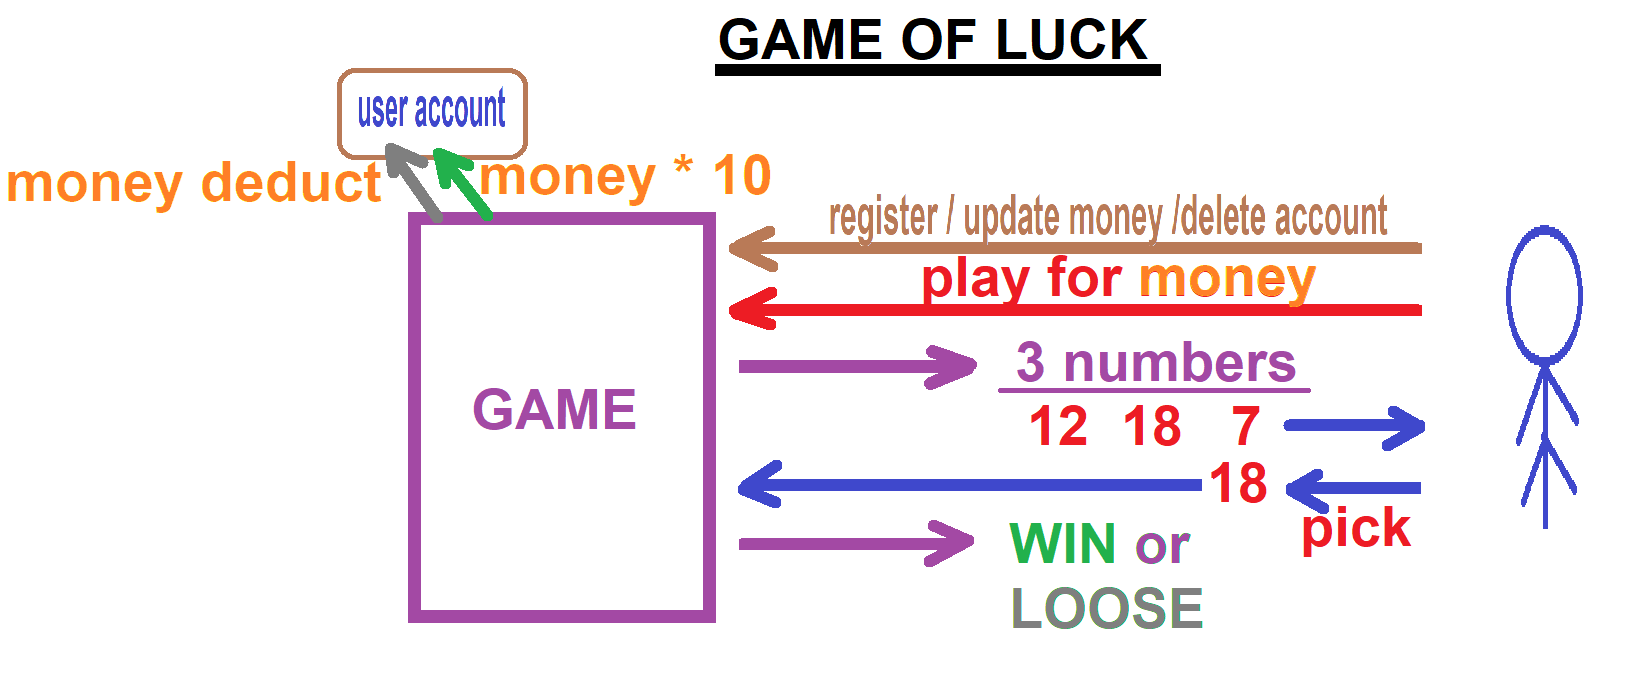 GAME OF LUCK
user account
money deduct
money * 10
register / update money /delete account
play for money
3 numbers
12 18 7
GAME
18
pick
WIN or
LOOSE